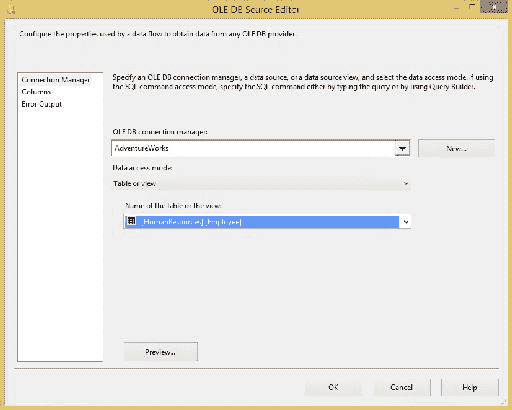 OLE DB Source Editor
Configure the properties used by a data flow to obtain data from any OLE DB provider.
Connection Manager
Columns
Error Output
Specify an OLE DB connection manager, a data source, or a data source view, and select the data access mode. If using
the SQL command access mode, specify the SQL command either by typing the query or by using Query Builder.
OLE DB connection manager:
AdventureWorks
New...
Data access mode:
Table or view
Name of the table or the view:
[HumanResources].[Employee]
Preview...
OK
Cancel
Help